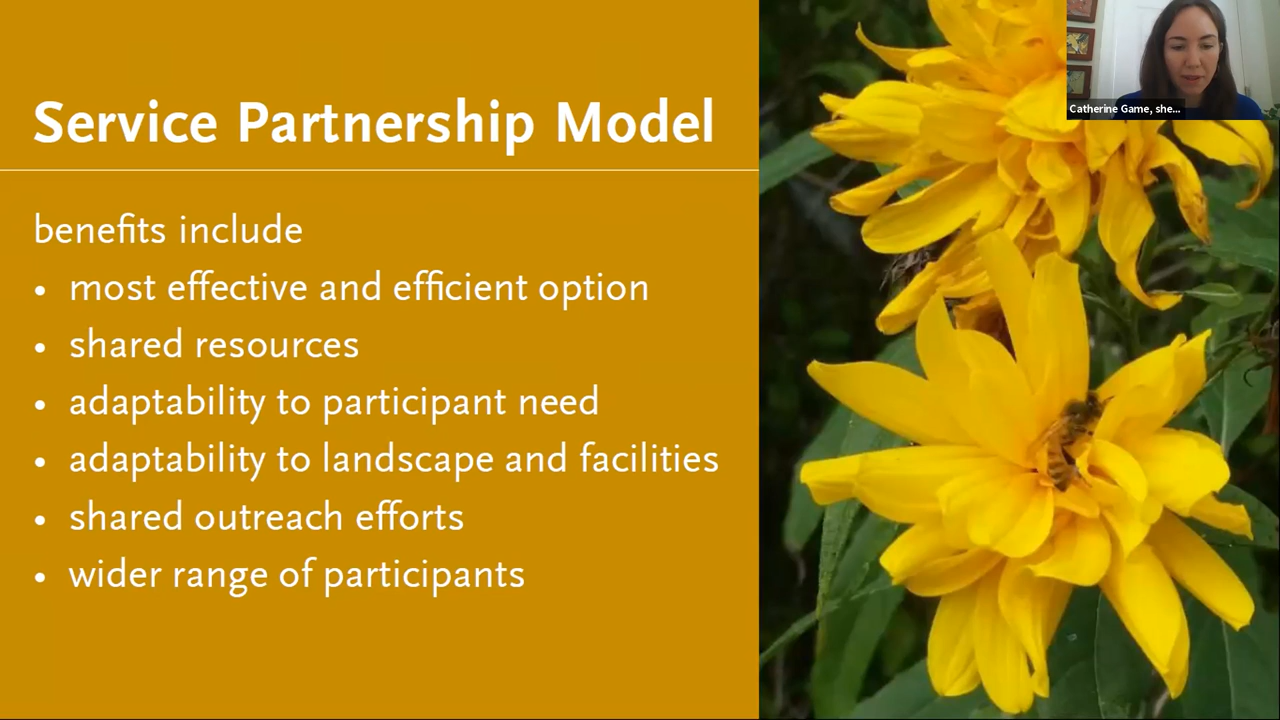 Service Partnership Model
benefits include
• most effective and efficient option
• shared resources
• adaptability to participant need
• adaptability to landscape and facilities
• shared outreach efforts
• wider range of participants
Catherine Game, she...